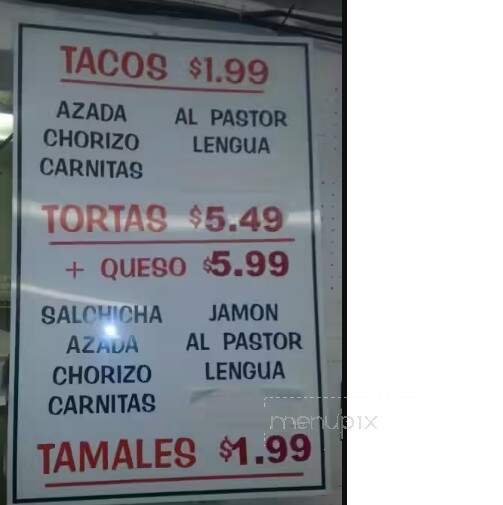 TACOS $1.99
AZADA AL PASTOR
CHORIZO LENGUA
CARNITAS
TORTAS $5.49
+ QUESO $5.99
SALCHICHA JAMON
AZADA AL PASTOR
CHORIZO LENGUA
CARNITAS
menupix
TAMALES $1.99